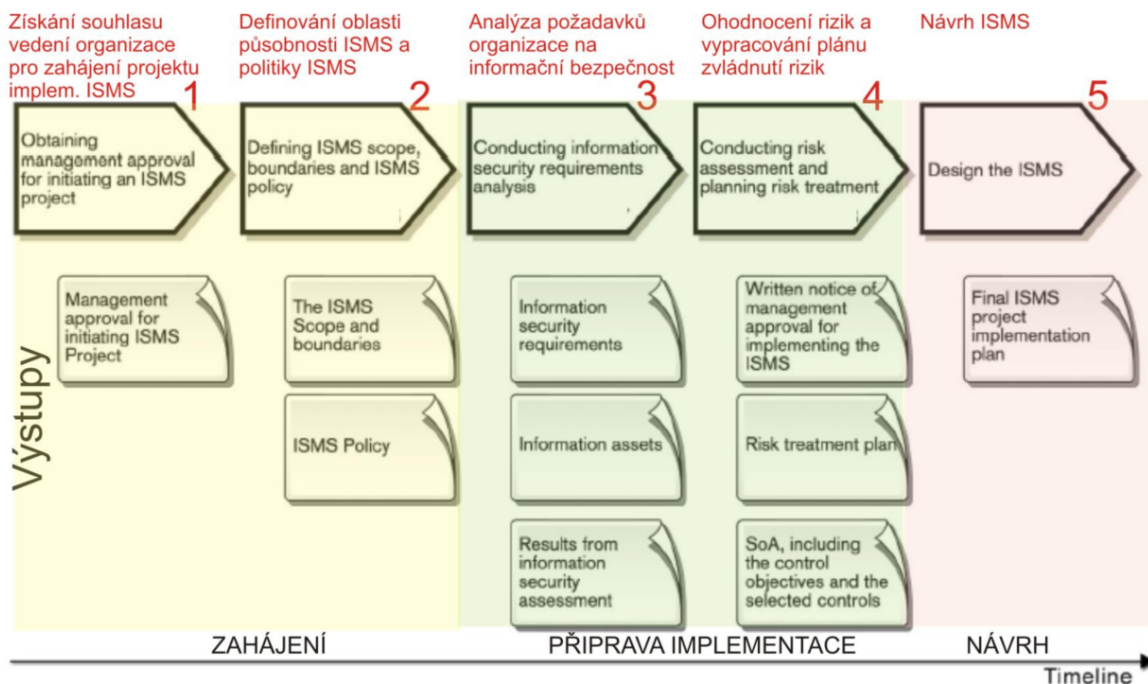 Získání souhlasu
vedení organizace
pro zahájení projektu
implem. ISMS
1
Obtaining
management approval
for initiating an ISMS
project
Definování oblasti
působnosti ISMS a
politiky ISMS
2
Defining ISMS scope,
boundaries and ISMS
policy
Analýza požadavků
organizace na
informační bezpečnost
3
Conducting information
security requirements
analysis
Ohodnocení rizik a
vypracování plánu
zvládnutí rizik
4
Conducting risk
assessment and
planning risk treatment
Návrh ISMS
5
Design the ISMS
Výstupy
Management
approval for
initiating ISMS
Project
The ISMS
Scope and
boundaries
ISMS Policy
Information
security
requirements
Information assets
Results from
information
security
assessment
Written notice of
management
approval for
implementing the
ISMS
Risk treatment plan
SoA, including
the control
objectives and the
selected controls
Final ISMS
project
implementation
plan
ZAHÁJENÍ
PŘIPRAVA IMPLEMENTACE
NÁVRH
Timeline